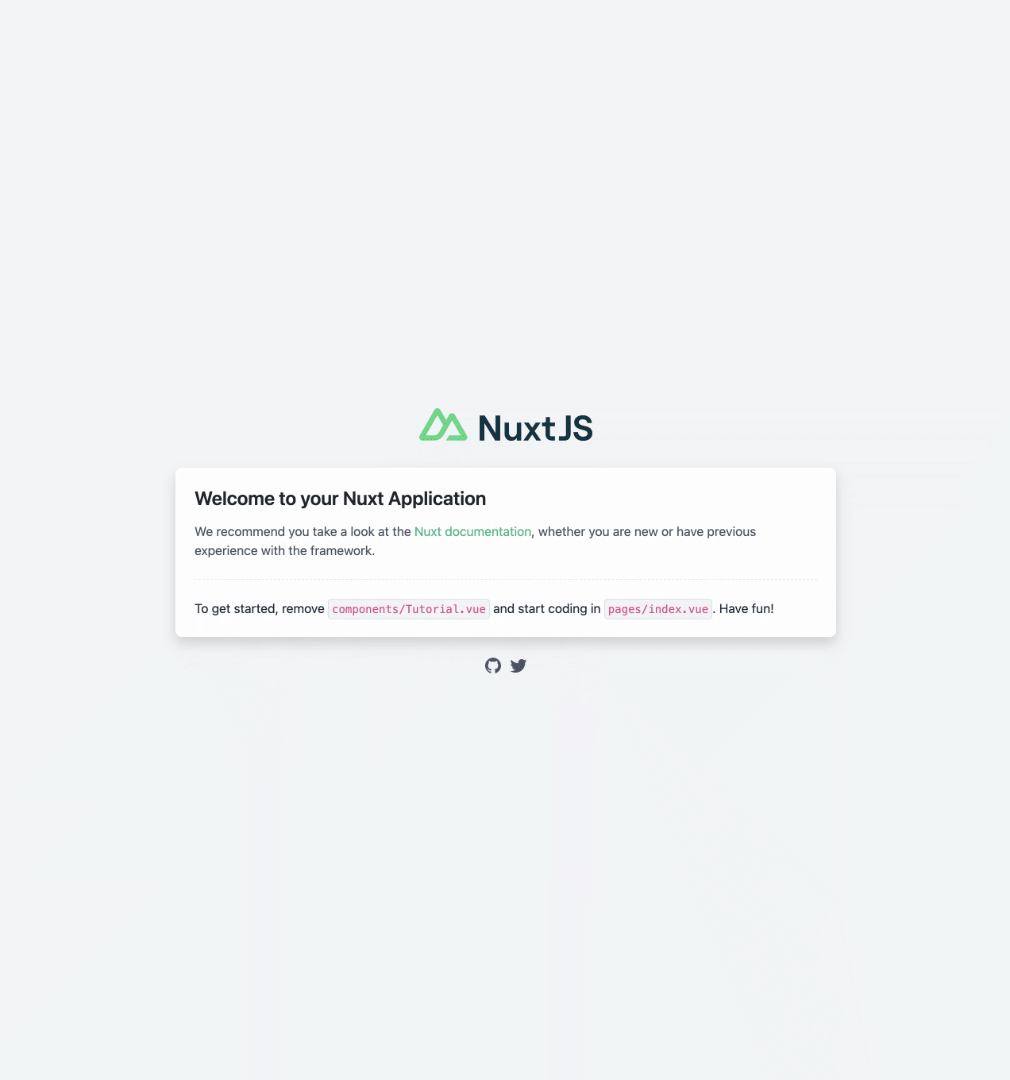 NuxtJS
Welcome to your Nuxt Application
We recommend you take a look at the Nuxt documentation, whether you are new or have previous
experience with the framework.
To get started, remove components/Tutorial.vue and start coding in pages/index.vue. Have fun!